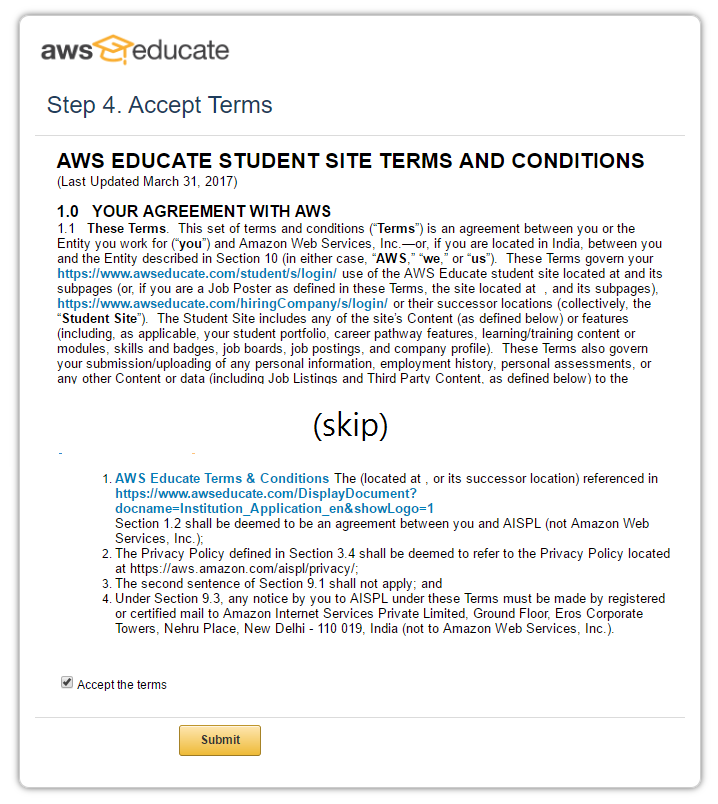 aws educate
Step 4. Accept Terms
AWS EDUCATE STUDENT SITE TERMS AND CONDITIONS
(Last Updated March 31, 2017)
1.0 YOUR AGREEMENT WITH AWS
1.1 These Terms. This set of terms and conditions (“Terms”) is an agreement between you or the
Entity you work for (“you”) and Amazon Web Services, Inc.—or, if you are located in India, between you
and the Entity described in Section 10 (in either case, “AWS,” “we,” or “us”). These Terms govern your
https://www.awseducate.com/student/s/login/ use of the AWS Educate student site located at and its
subpages (or, if you are a Job Poster as defined in these Terms, the site located at , and its subpages),
https://www.awseducate.com/hiringCompany/s/login/ or their successor locations (collectively, the
“Student Site”). The Student Site includes any of the site’s Content (as defined below) or features
(including, as applicable, your student portfolio, career pathway features, learning/training content or
modules, skills and badges, job boards, job postings, and company profile). These Terms also govern
your submission/uploading of any personal information, employment history, personal assessments, or
any other Content or data (including Job Listings and Third Party Content, as defined below) to the
(skip)
1. AWS Educate Terms & Conditions The (located at , or its successor location) referenced in
https://www.awseducate.com/DisplayDocument?
docname=Institution_Application_en&showLogo=1
Section 1.2 shall be deemed to be an agreement between you and AISPL (not Amazon Web
Services, Inc.);
2. The Privacy Policy defined in Section 3.4 shall be deemed to refer to the Privacy Policy located
at https://aws.amazon.com/aispl/privacy/;
3. The second sentence of Section 9.1 shall not apply; and
4. Under Section 9.3, any notice by you to AISPL under these Terms must be made by registered
or certified mail to Amazon Internet Services Private Limited, Ground Floor, Eros Corporate
Towers, Nehru Place, New Delhi - 110 019, India (not to Amazon Web Services, Inc.).
Accept the terms
Submit